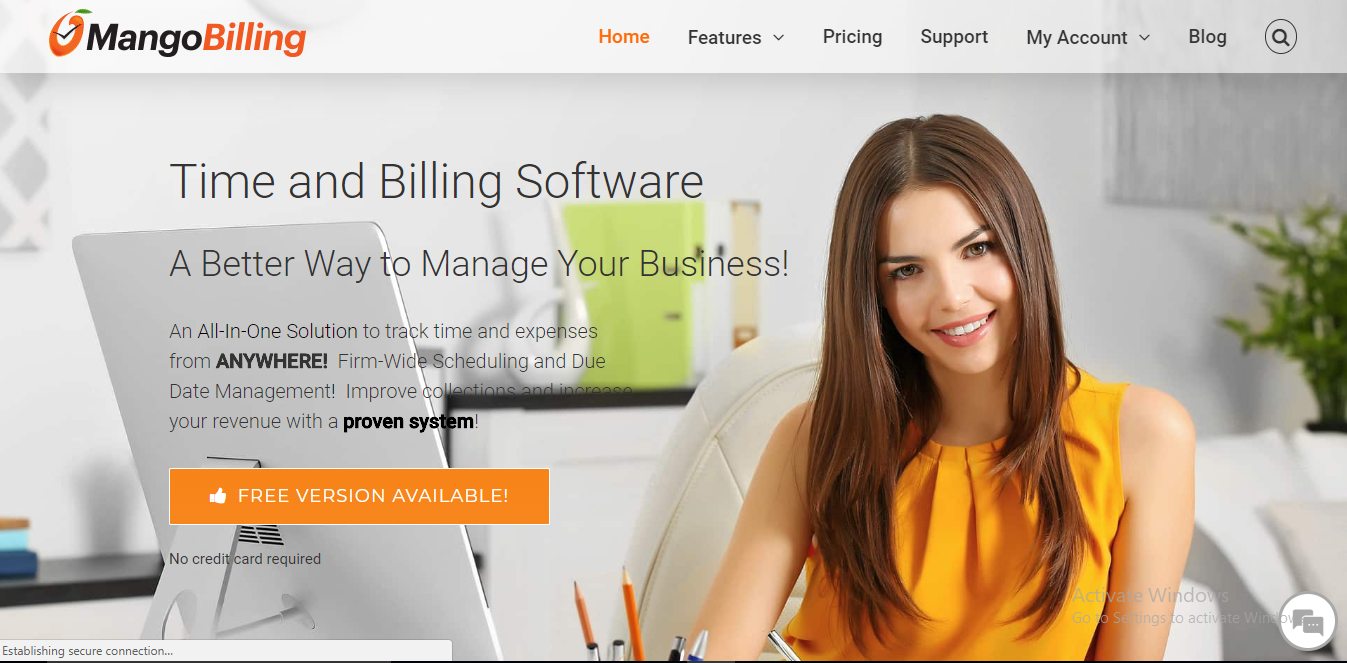 MangoBilling
Home Features Pricing Support My Account Blog
Time and Billing Software
A Better Way to Manage Your Business!
An All-In-One Solution to track time and expenses
from ANYWHERE! Firm-Wide Scheduling and Due
Date Management! Improve collections and increase
your revenue with a proven system!
FREE VERSION AVAILABLE!
No credit card required
Activate Windows
Go to Settings to activate Windows
Establishing secure connection...